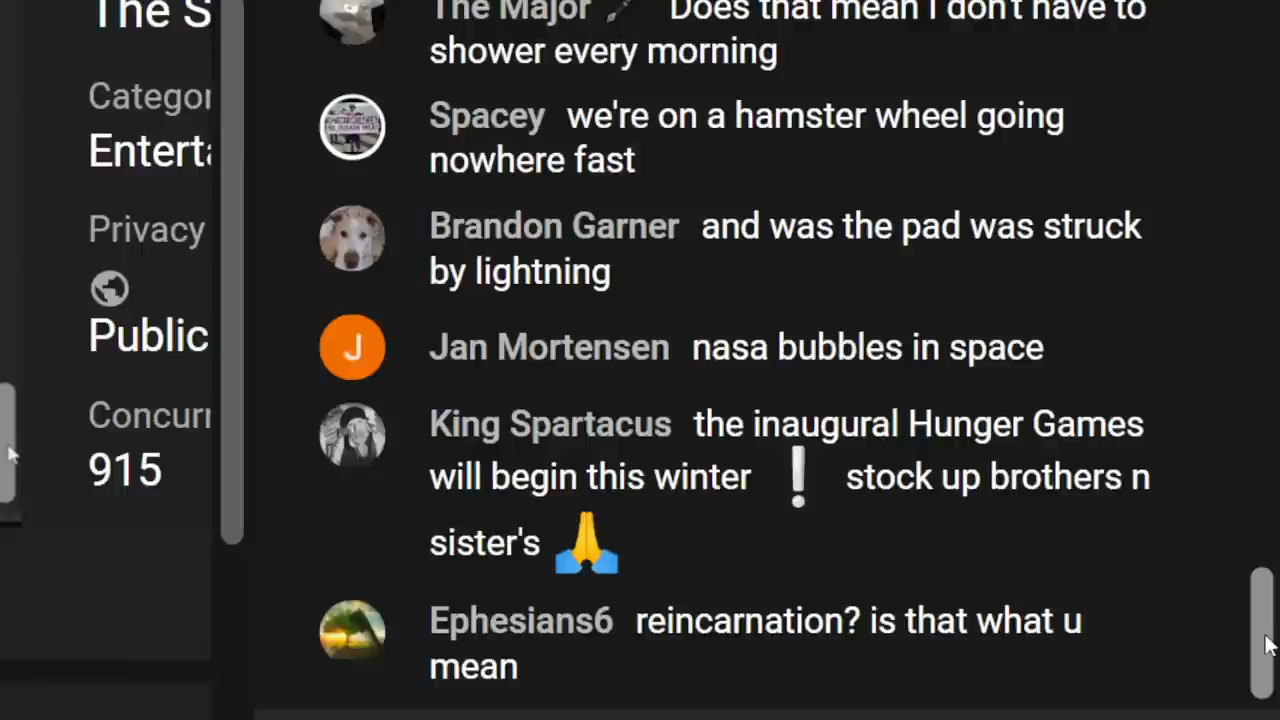 The S
Categor
Enterta
Privacy
Public
Concurr
915
The Major Does that mean I don't have to
shower every morning
Spacey we're on a hamster wheel going
nowhere fast
Brandon Garner and was the pad was struck
by lightning
J
Jan Mortensen nasa bubbles in space
King Spartacus the inaugural Hunger Games
will begin this winter ❕ stock up brothers n
sister's 🙏
Ephesians6 reincarnation? is that what u
mean